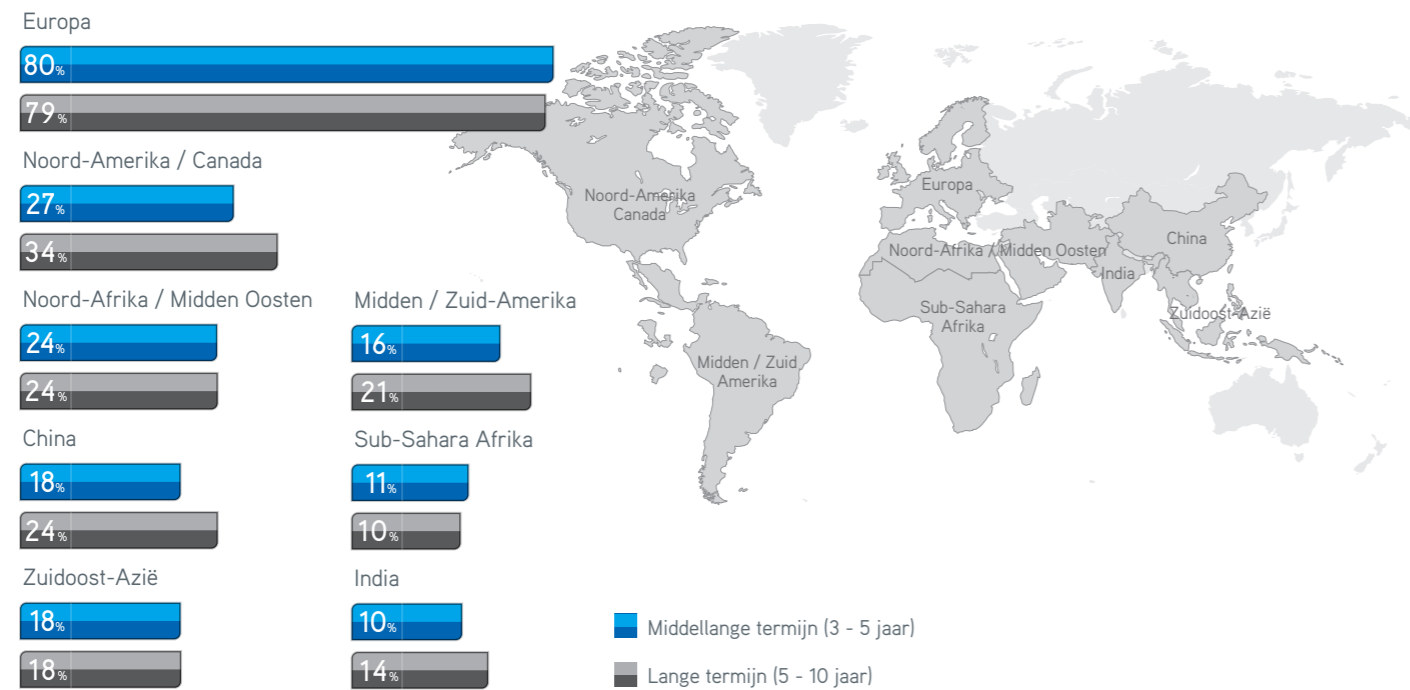 Europa
80%
79%
Noord-Amerika / Canada
27%
34%
Noord-Afrika / Midden Oosten
24%
24%
Midden / Zuid-Amerika
16%
21%
China
18%
24%
Sub-Sahara Afrika
11%
10%
Zuidoost-Azië
18%
18%
India
10%
14%
Middellange termijn (3 - 5 jaar)
Lange termijn (5 - 10 jaar)
Noord-Amerika
Canada
Europa
Noord-Afrika / Midden Oosten
China
India
Sub-Sahara
Afrika
Zuidoost-Azië
Midden / Zuid
Amerika